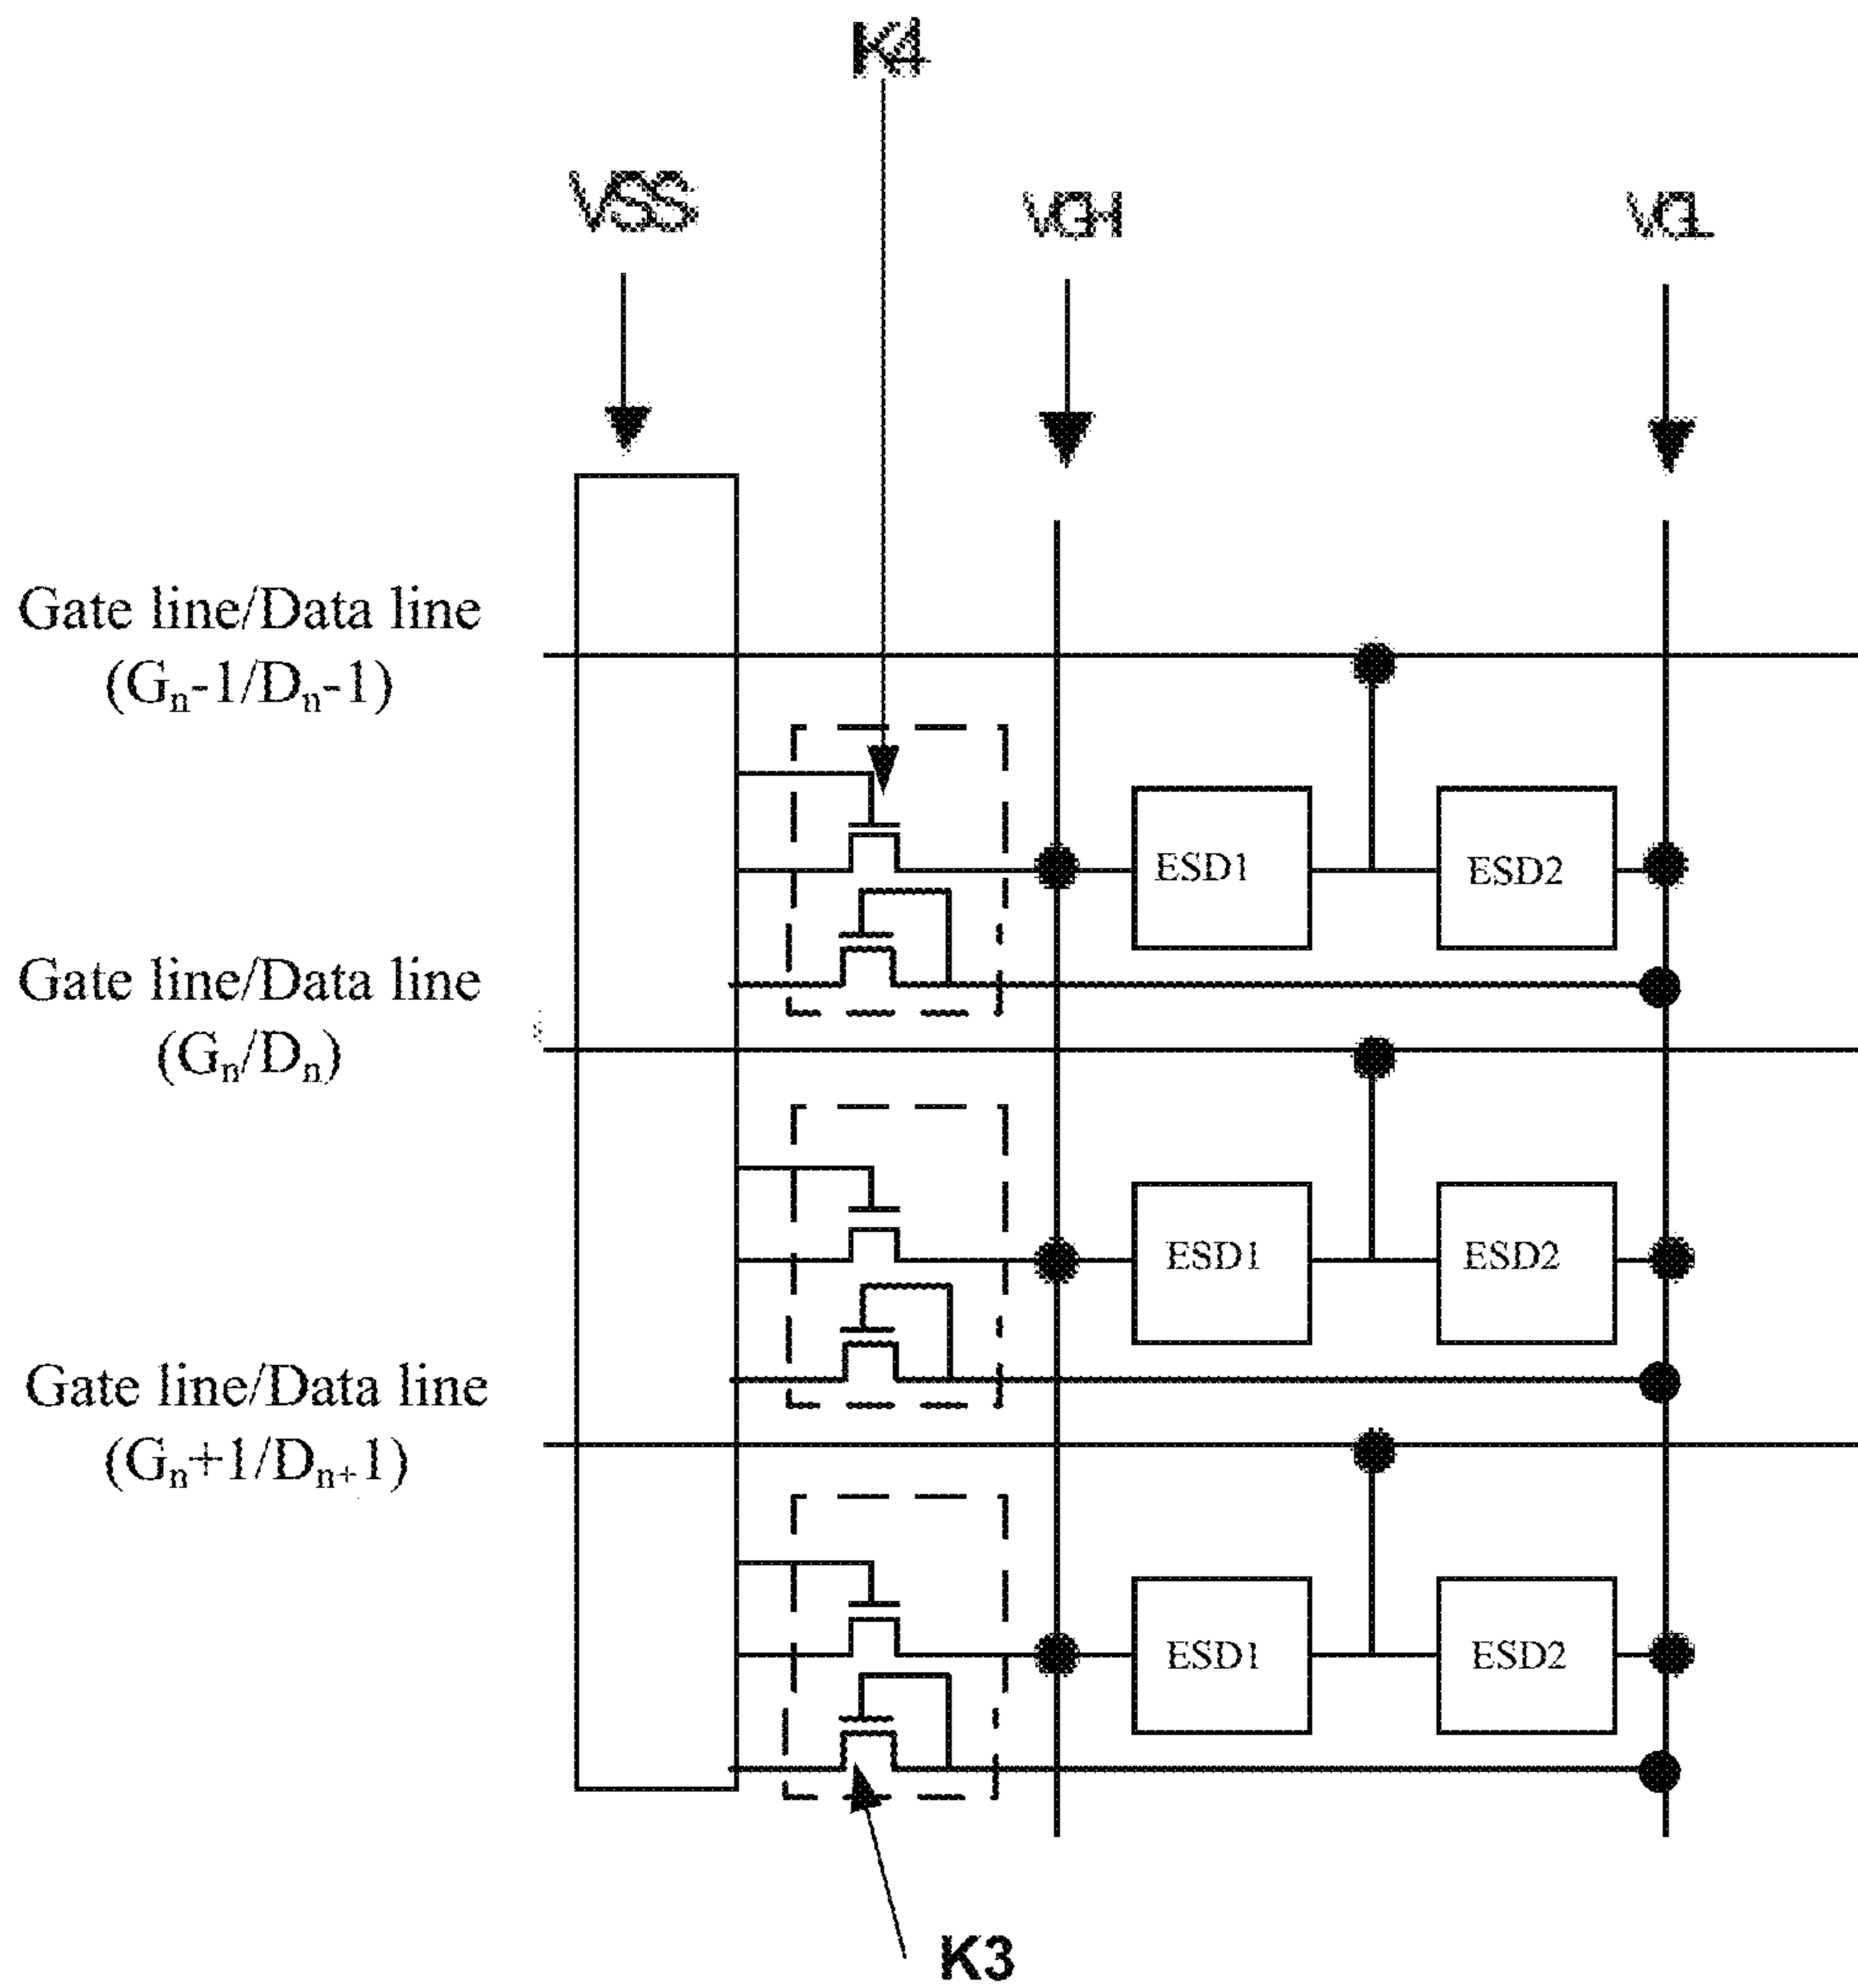 K4
VSS
VGH
VGL
Gate line/Data line
(Gn-1/Dn-1)
ESD1
ESD2
Gate line/Data line
(Gn/Dn)
ESD1
ESD2
Gate line/Data line
(Gn+1/Dn+1)
ESD1
ESD2
K3